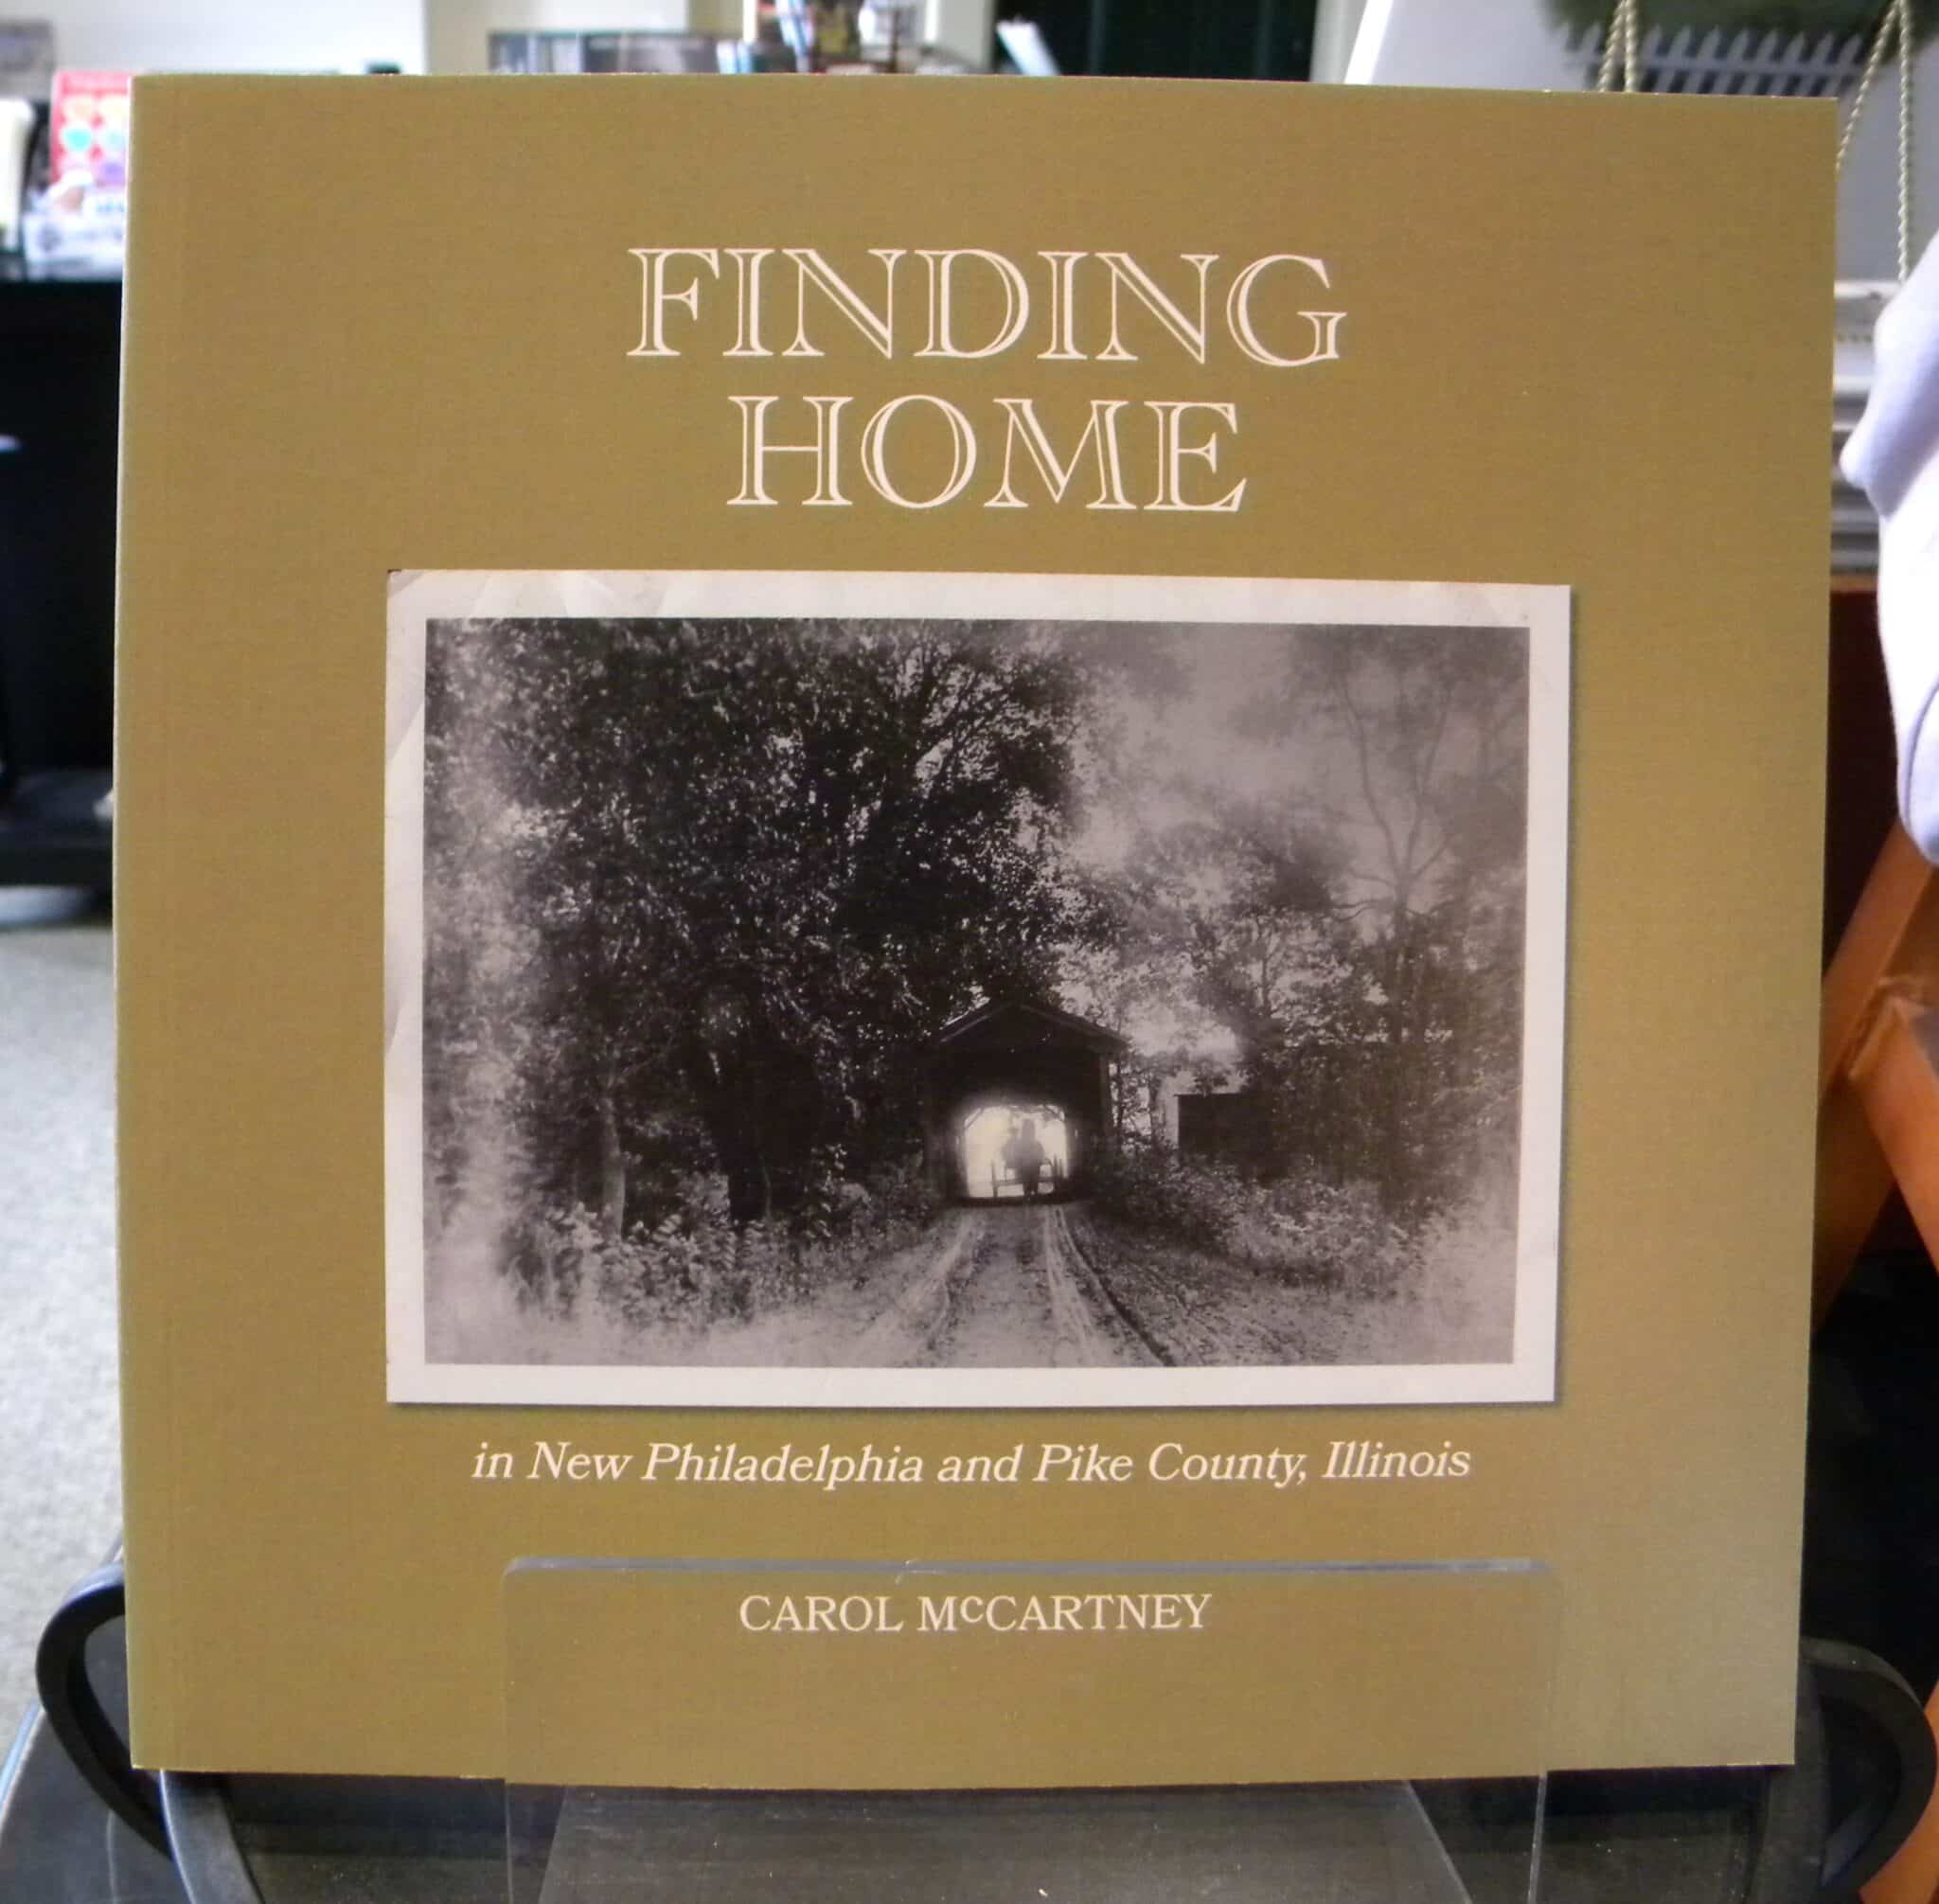 FINDING
HOME
in New Philadelphia and Pike County, Illinois
CAROL McCARTNEY